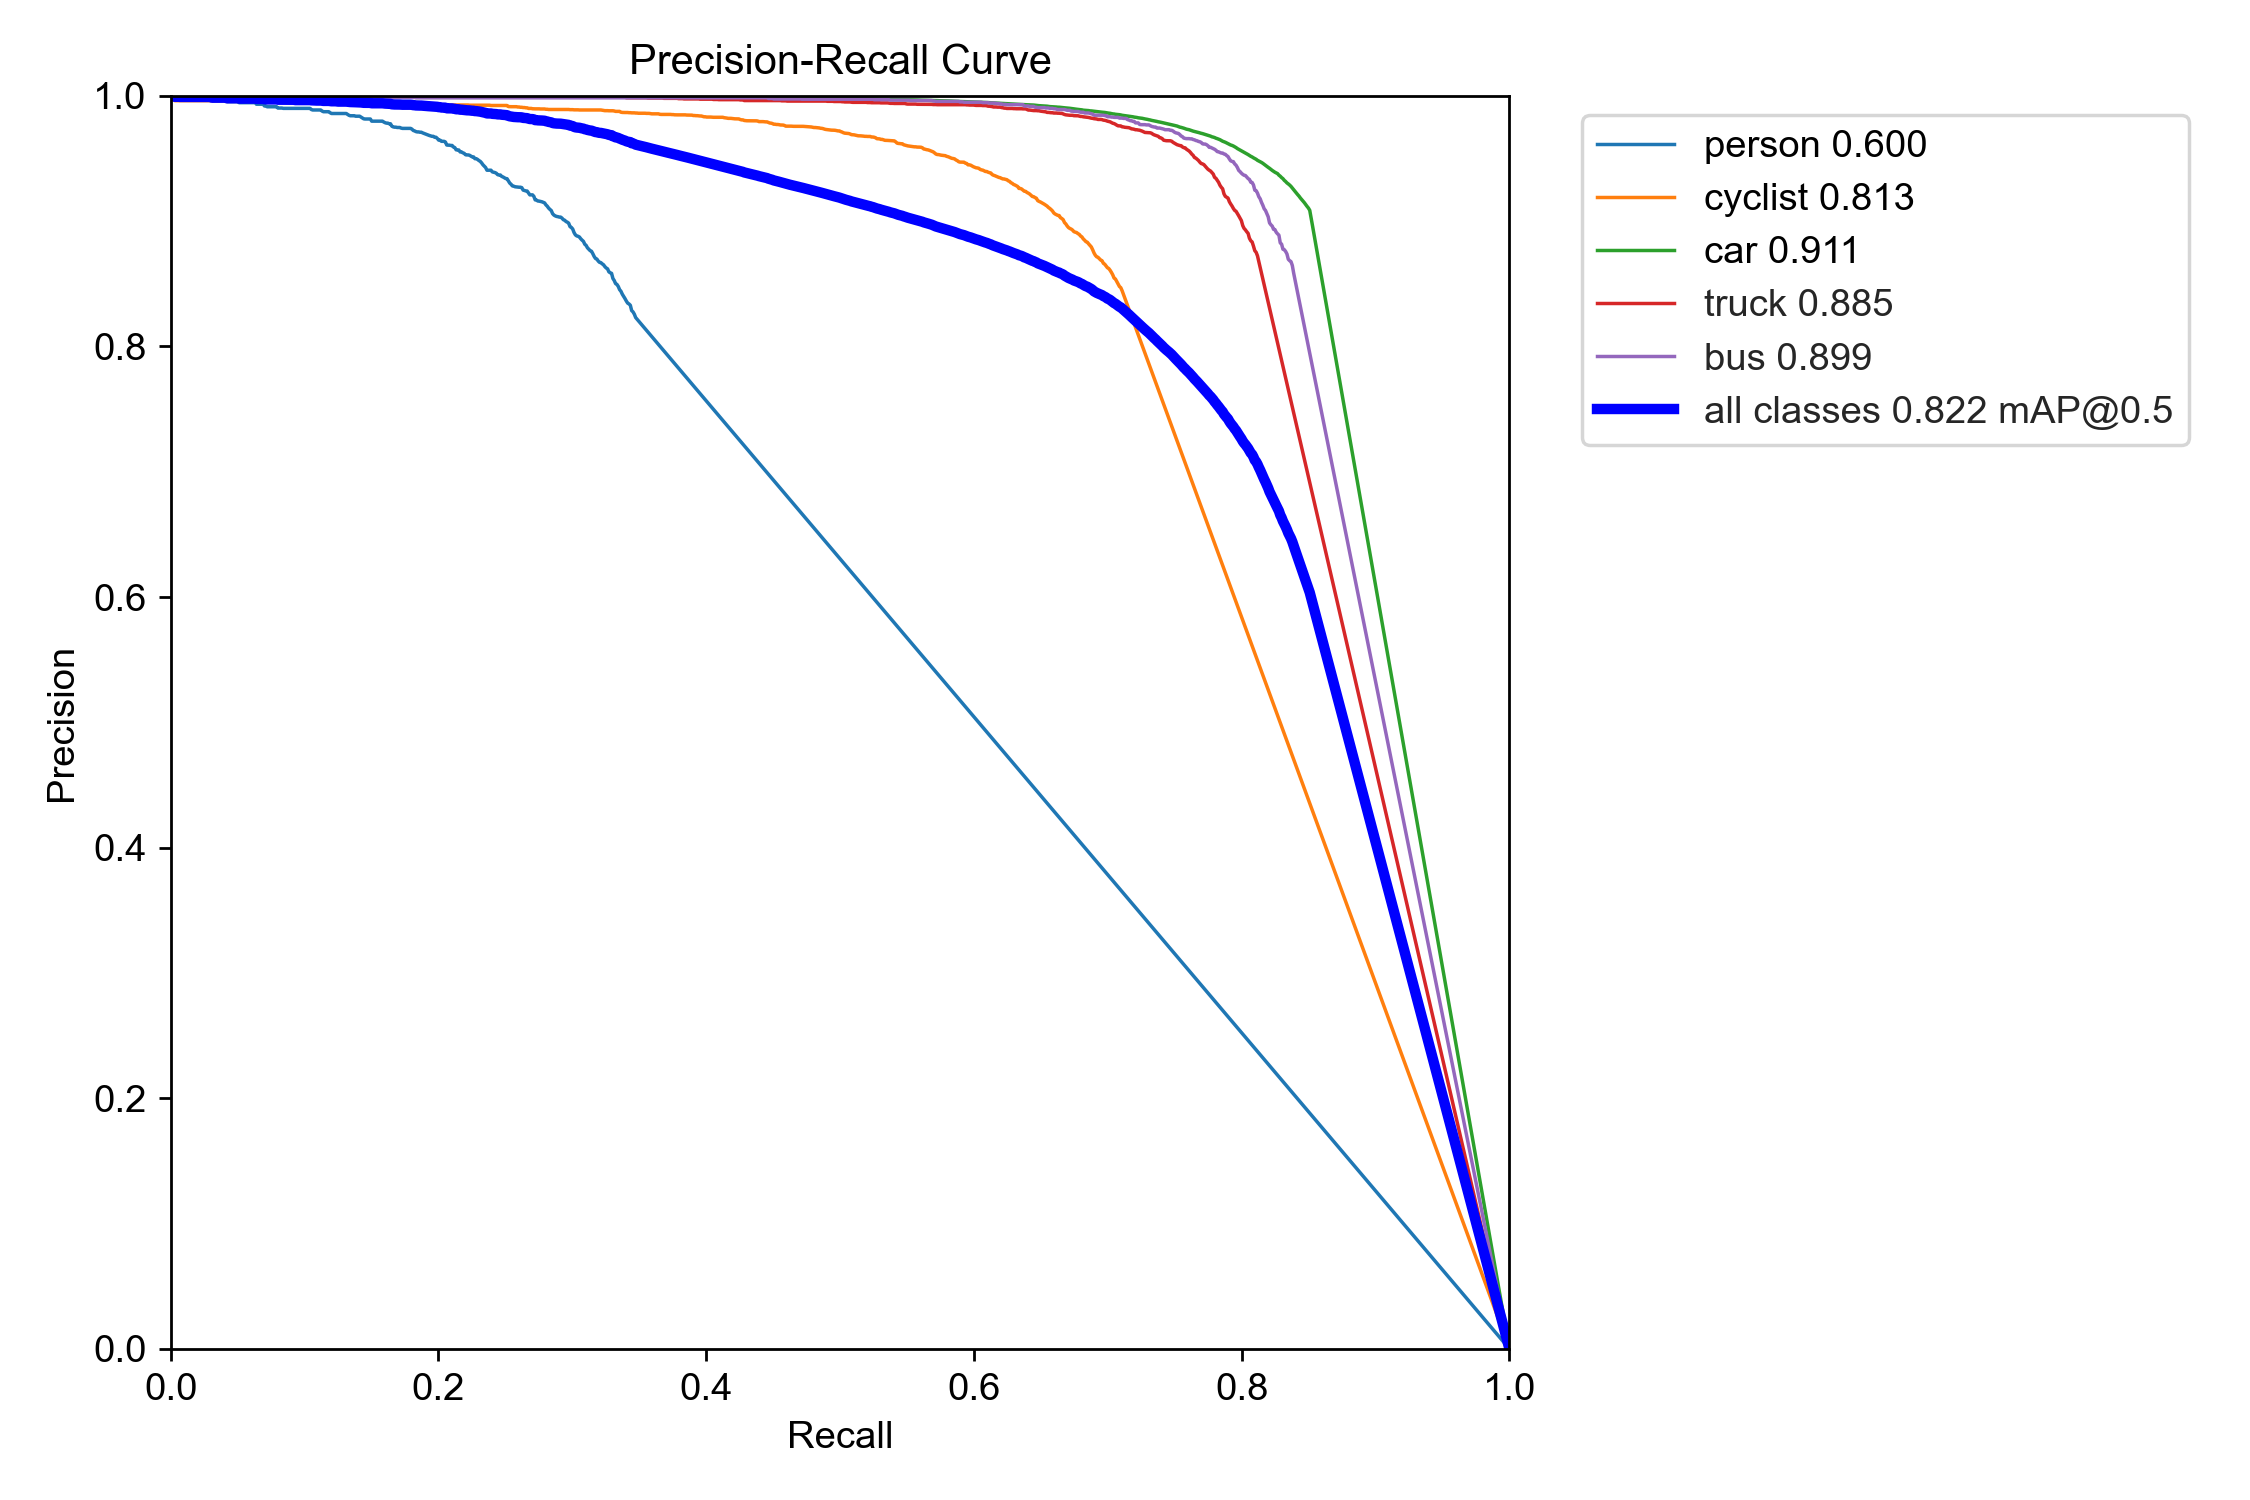 Precision-Recall Curve
1.0
0.8
0.6
0.4
0.2
0.0
Precision
0.0 0.2 0.4 0.6 0.8 1.0
Recall
person 0.600
cyclist 0.813
car 0.911
truck 0.885
bus 0.899
all classes 0.822 mAP@0.5